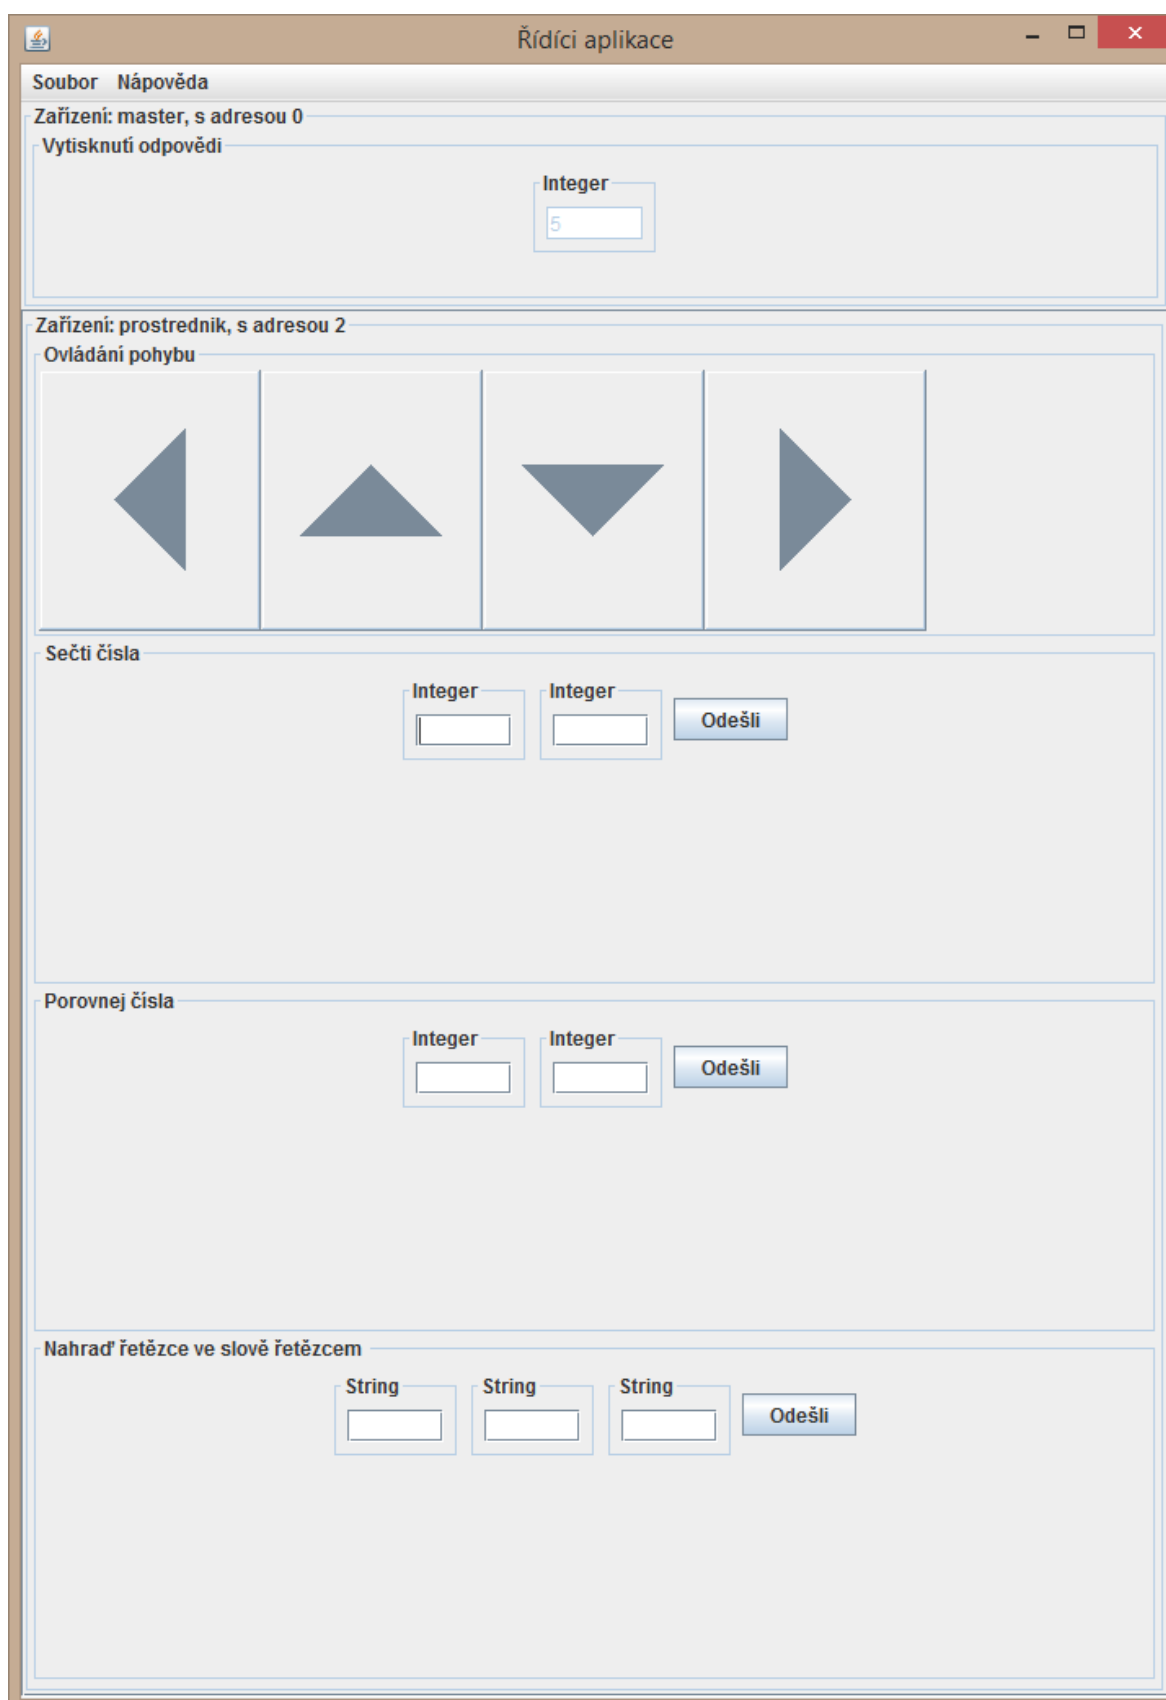 Řídíci aplikace
Soubor Nápověda
Zařízení: master, s adresou 0
Vytisknutí odpovědi
Integer
5
Zařízení: prostrednik, s adresou 2
Ovládání pohybu
Sečti čísla
Integer Integer Odešli
Porovnej čísla
Integer Integer Odešli
Nahraď řetězce ve slově řetězcem
String String String Odešli